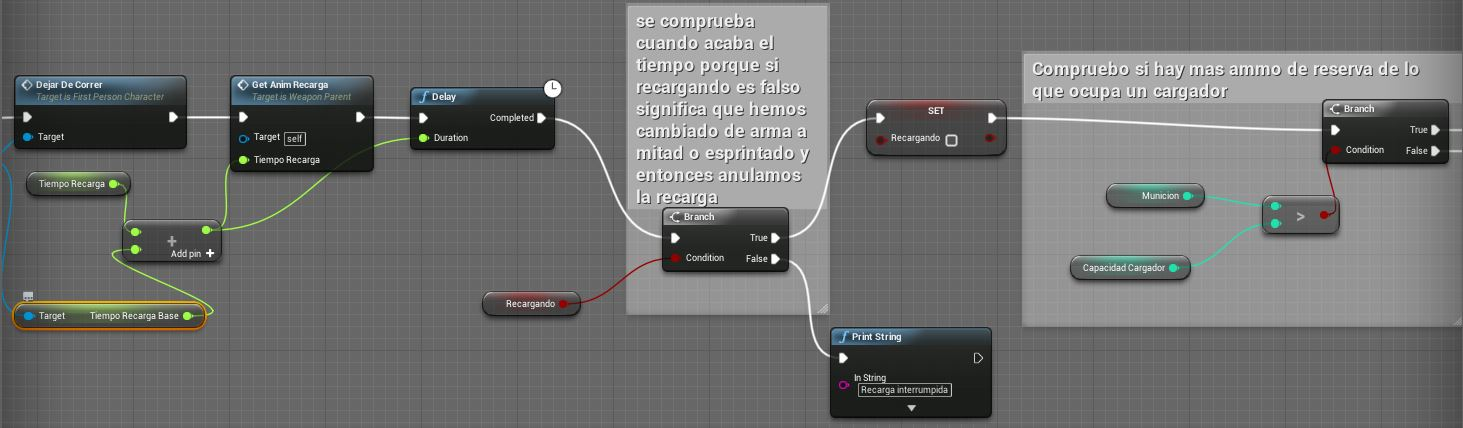 Dejar De Correr
Target is First Person Character
Target
Get Anim Recarga
Target is Weapon Parent
Target self
Tiempo Recarga
Delay
Completed
Duration
Tiempo Recarga
+
Add pin +
Target Tiempo Recarga Base
se comprueba
cuando acaba el
tiempo porque si
recargando es falso
significa que hemos
cambiado de arma a
mitad o esprintado y
entonces anulamos
la recarga
Branch
True
Condition False
Recargando
Print String
In String
Recarga interrumpida
SET
Recargando
Compruebo si hay mas ammo de reserva de lo
que ocupa un cargador
Branch
True
Condition False
Municion
>
Capacidad Cargador